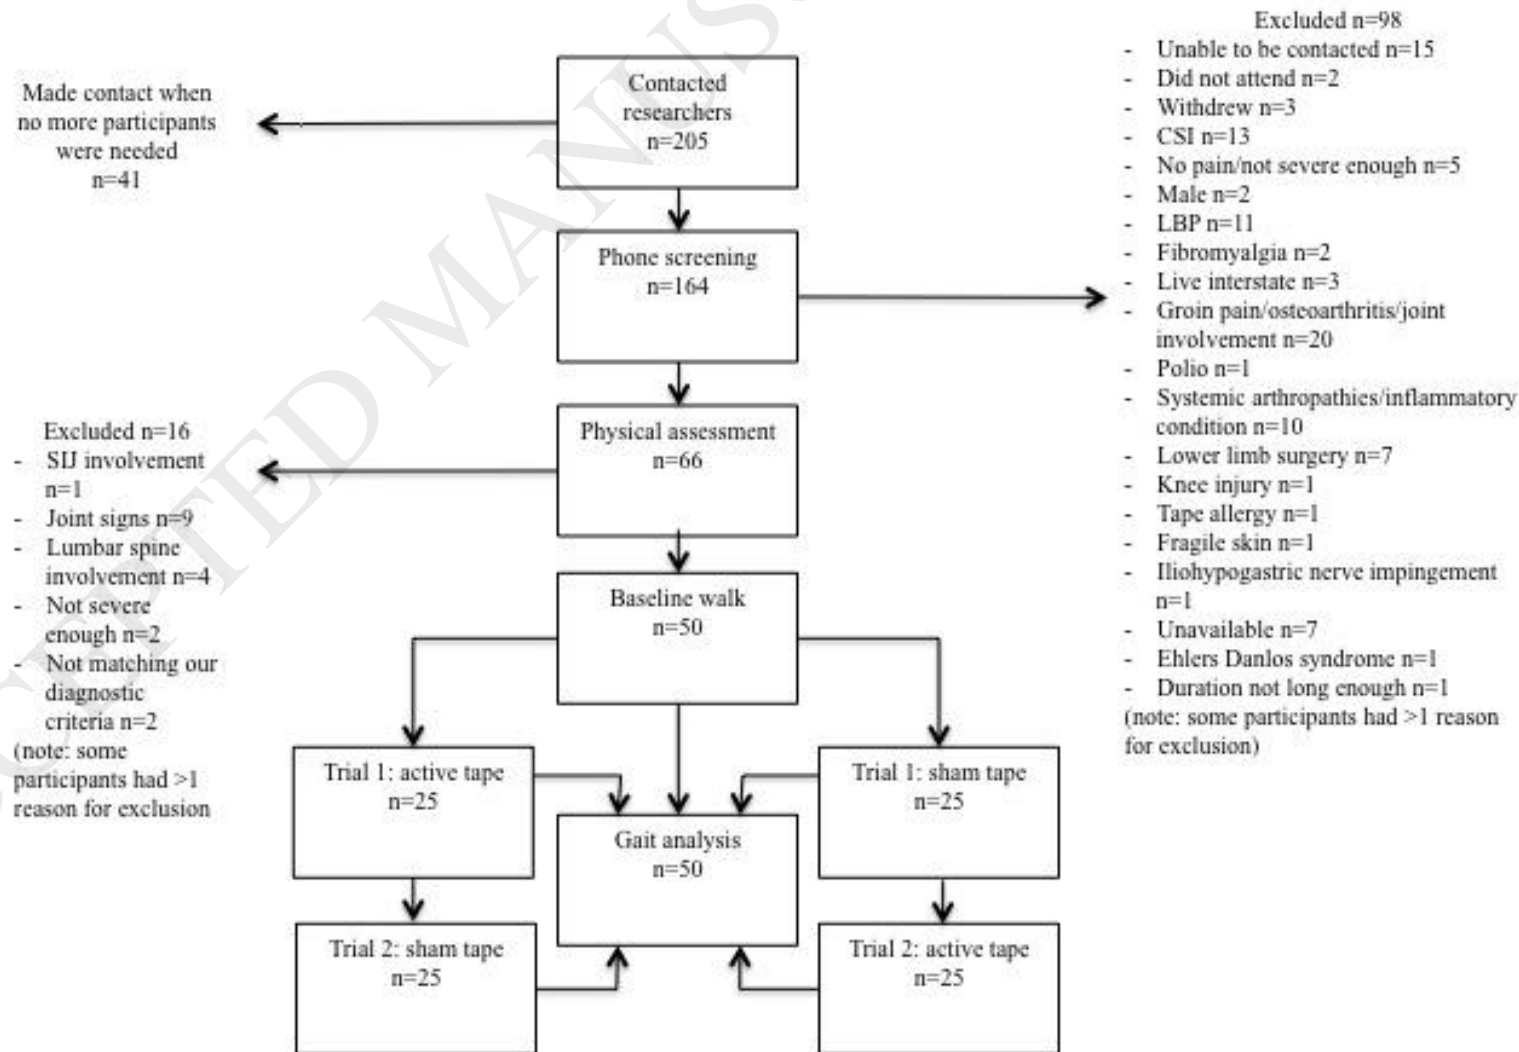 Contacted
researchers
n=205
Made contact when
no more participants
were needed
n=41
Phone screening
n=164
Excluded n=98
- Unable to be contacted n=15
- Did not attend n=2
- Withdrew n=3
- CSI n=13
- No pain/not severe enough n=5
- Male n=2
- LBP n=11
- Fibromyalgia n=2
- Live interstate n=3
- Groin pain/osteoarthritis/joint
involvement n=20
- Polio n=1
- Systemic arthropathies/inflammatory
condition n=10
- Lower limb surgery n=7
- Knee injury n=1
- Tape allergy n=1
- Fragile skin n=1
- Iliohypogastric nerve impingement
n=1
- Unavailable n=7
- Ehlers Danlos syndrome n=1
- Duration not long enough n=1
(note: some participants had >1 reason
for exclusion)
Physical assessment
n=66
Excluded n=16
- SIJ involvement
n=1
- Joint signs n=9
- Lumbar spine
involvement n=4
- Not severe
enough n=2
- Not matching our
diagnostic
criteria n=2
(note: some
participants had >1
reason for exclusion
Baseline walk
n=50
Trial 1: active tape
n=25
Trial 1: sham tape
n=25
Gait analysis
n=50
Trial 2: sham tape
n=25
Trial 2: active tape
n=25
CCEPTED MANUS